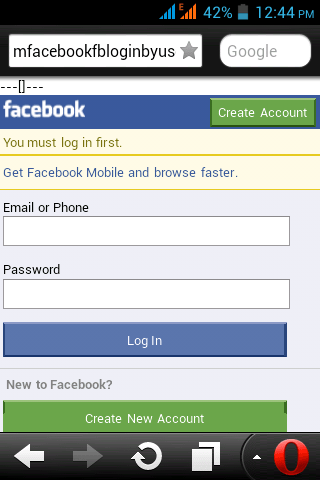 E 42% 12:44 PM
mfacebookfbloginbyus Google
---[]---
facebook Create Account
You must log in first.
Get Facebook Mobile and browse faster.
Email or Phone
Password
Log In
New to Facebook?
Create New Account